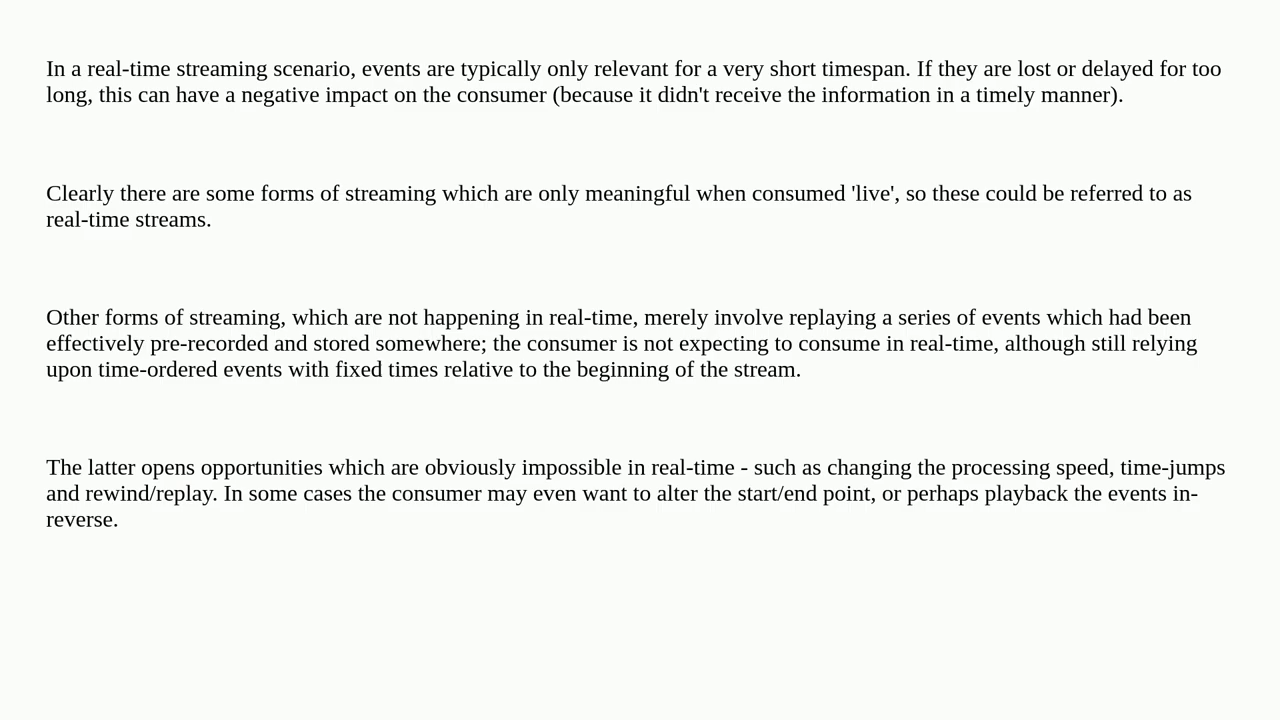 In a real-time streaming scenario, events are typically only relevant for a very short timespan. If they are lost or delayed for too
long, this can have a negative impact on the consumer (because it didn't receive the information in a timely manner).
Clearly there are some forms of streaming which are only meaningful when consumed 'live', so these could be referred to as
real-time streams.
Other forms of streaming, which are not happening in real-time, merely involve replaying a series of events which had been
effectively pre-recorded and stored somewhere; the consumer is not expecting to consume in real-time, although still relying
upon time-ordered events with fixed times relative to the beginning of the stream.
The latter opens opportunities which are obviously impossible in real-time - such as changing the processing speed, time-jumps
and rewind/replay. In some cases the consumer may even want to alter the start/end point, or perhaps playback the events in-
reverse.